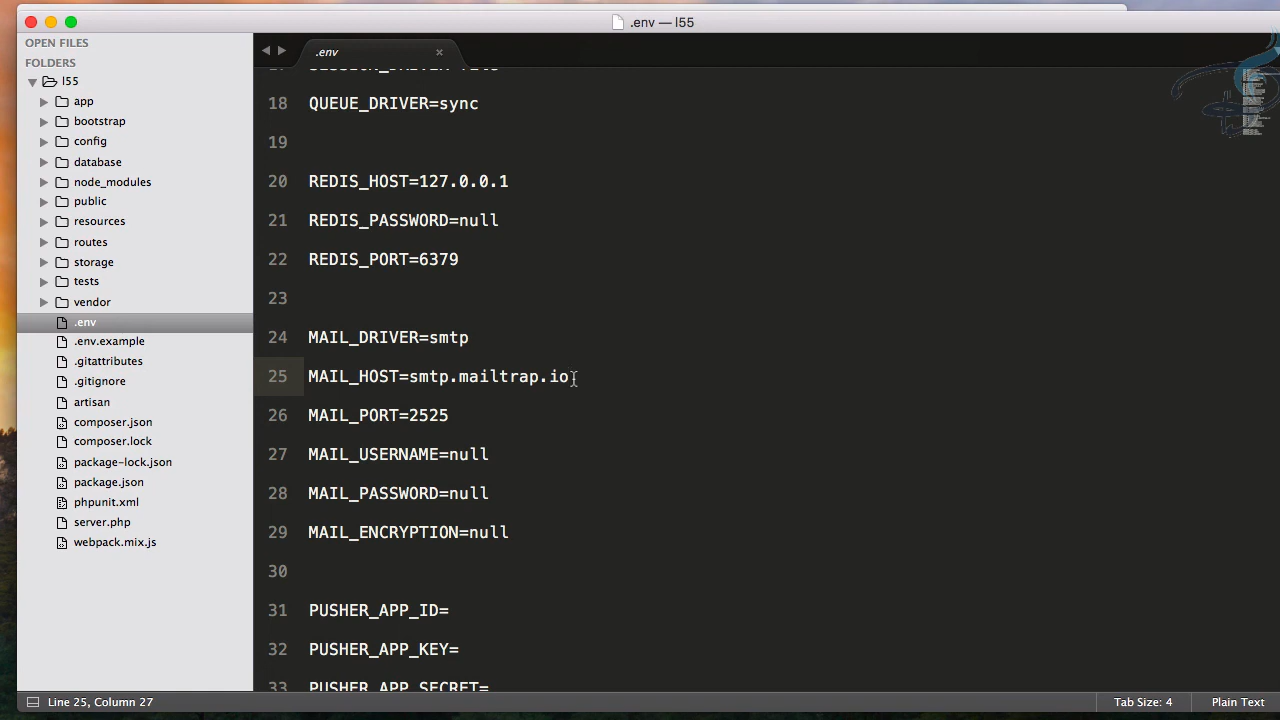 .env — l55
OPEN FILES
FOLDERS
l55
app
bootstrap
config
database
node_modules
public
resources
routes
storage
tests
vendor
.env
.env.example
.gitattributes
.gitignore
artisan
composer.json
composer.lock
package-lock.json
package.json
phpunit.xml
server.php
webpack.mix.js
.env
18 QUEUE_DRIVER=sync
19
20 REDIS_HOST=127.0.0.1
21 REDIS_PASSWORD=null
22 REDIS_PORT=6379
23
24 MAIL_DRIVER=smtp
25 MAIL_HOST=smtp.mailtrap.io
26 MAIL_PORT=2525
27 MAIL_USERNAME=null
28 MAIL_PASSWORD=null
29 MAIL_ENCRYPTION=null
30
31 PUSHER_APP_ID=
32 PUSHER_APP_KEY=
33 PUSHER_APP_SECRET=
Line 25, Column 27
Tab Size: 4
Plain Text